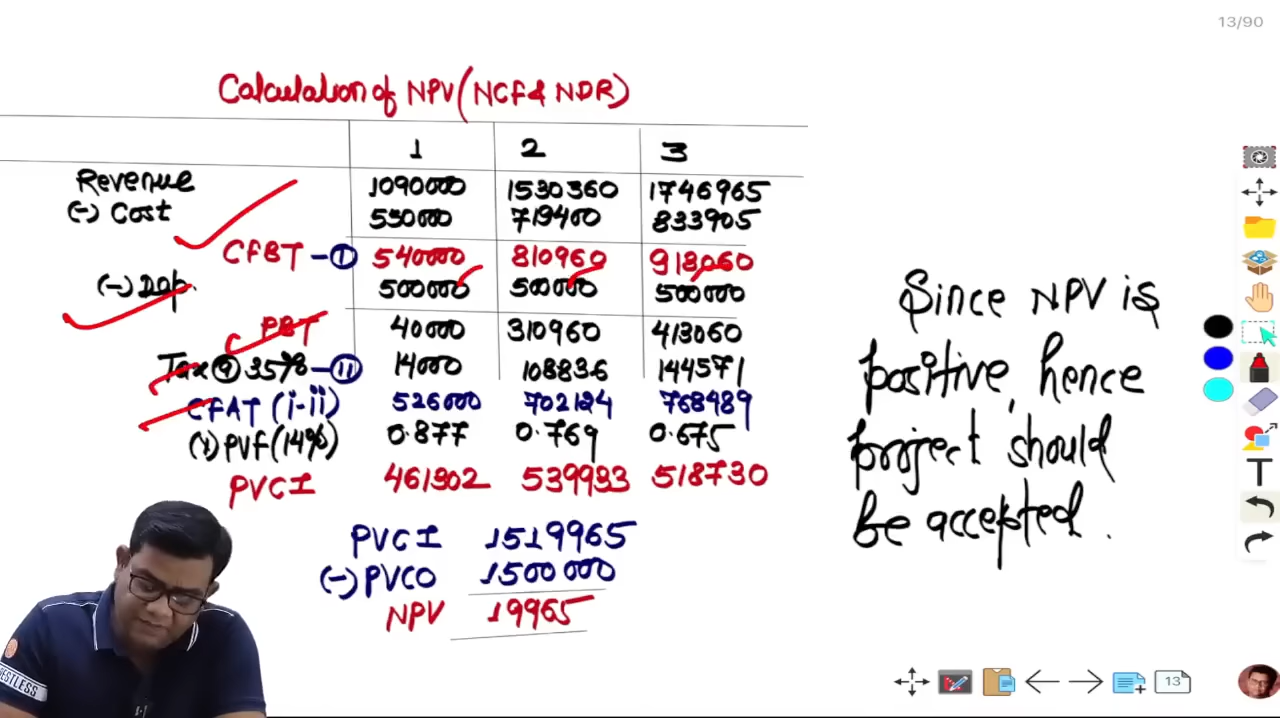 13/90
Calculation of NPV (NCF & NDR)
1 2 3
Revenue 1090000 1530360 1746965
(-) Cost 550000 719400 833905
CFBT - I 540000 810960 913060
(-) Dep. 500000 500000 500000
PBT 40000 310960 413060
Tax @ 35% - II 14000 108836 144571
CFAT (i-ii) 526000 702124 768489
(x) PVF (14%) 0.877 0.769 0.675
PVCI 461302 539933 518730
PVCI 1519965
(-) PVCO 1500000
NPV 19965
Since NPV is
positive, hence
project should
be accepted.
T
13
RESTLESS